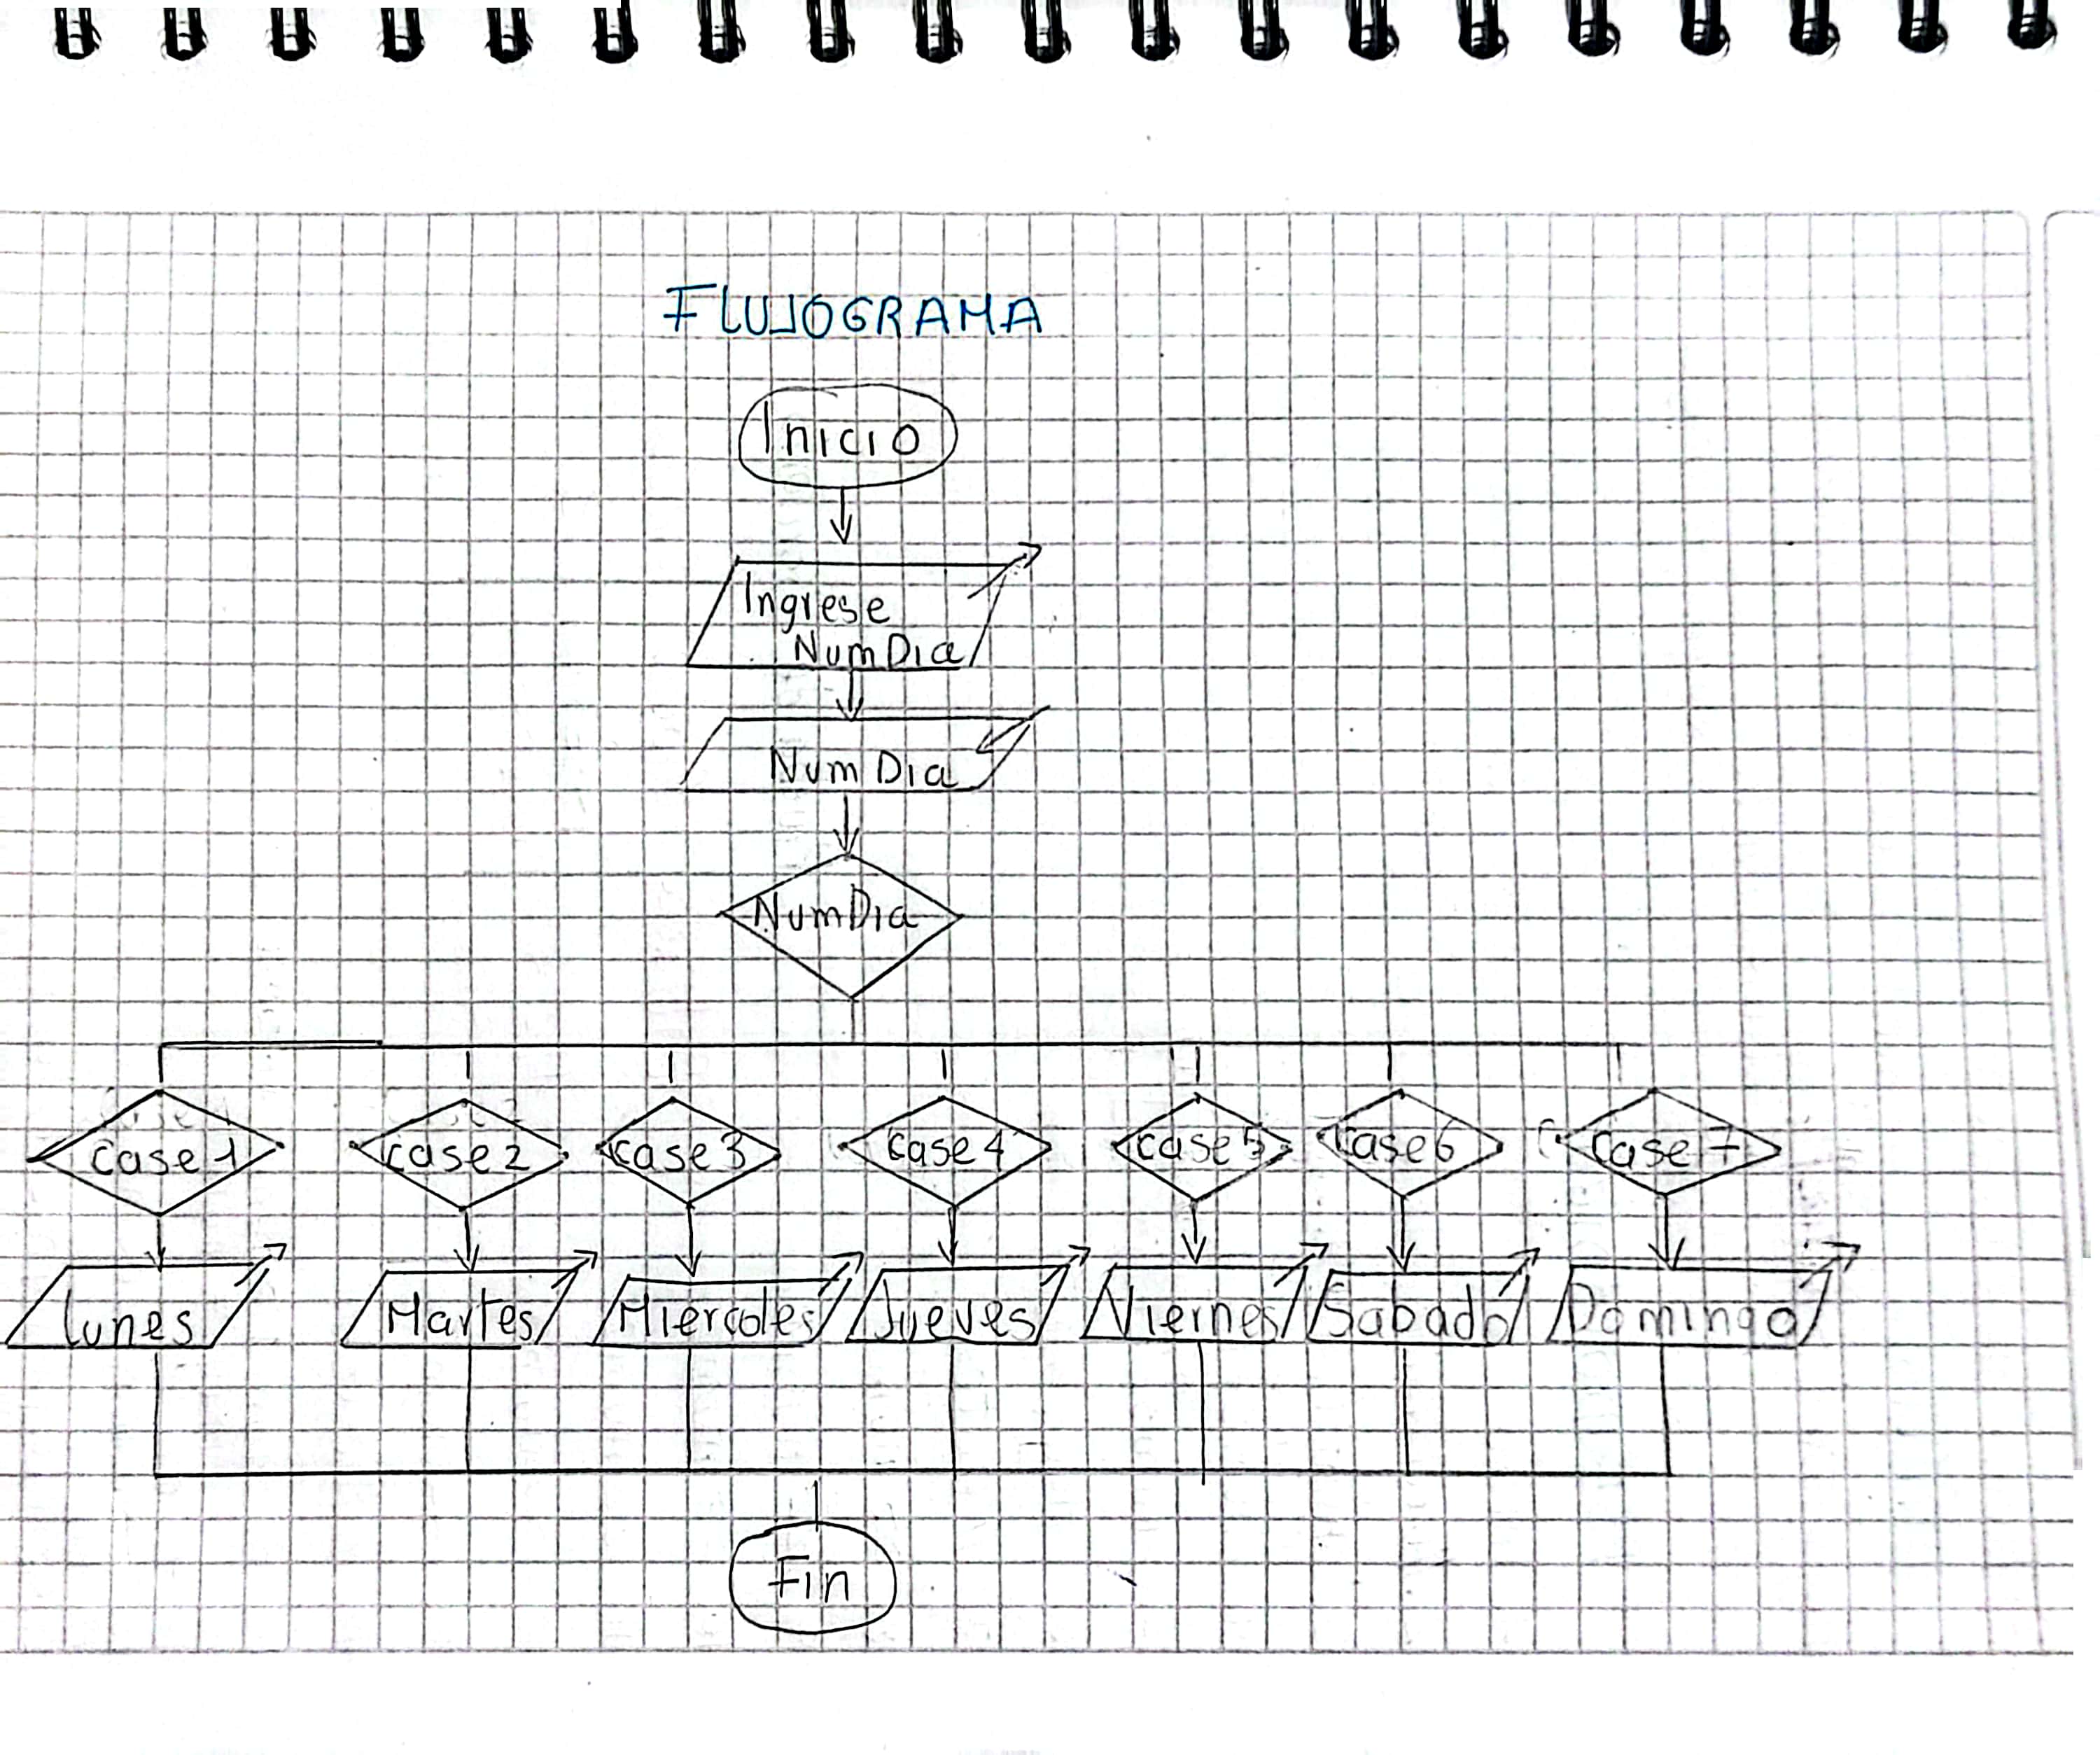 FLUJOGRAMA
Inicio
Ingrese
NumDia
NumDia
NumDia
case 1 case 2 case 3 case 4 case 5 case 6 case 7
Lunes Martes Miercoles Jueves Viernes Sabado Domingo
Fin